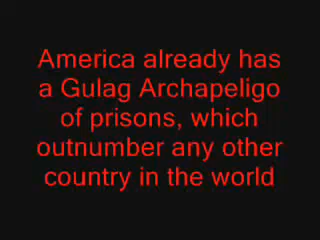 America already has
a Gulag Archapeligo
of prisons, which
outnumber any other
country in the world